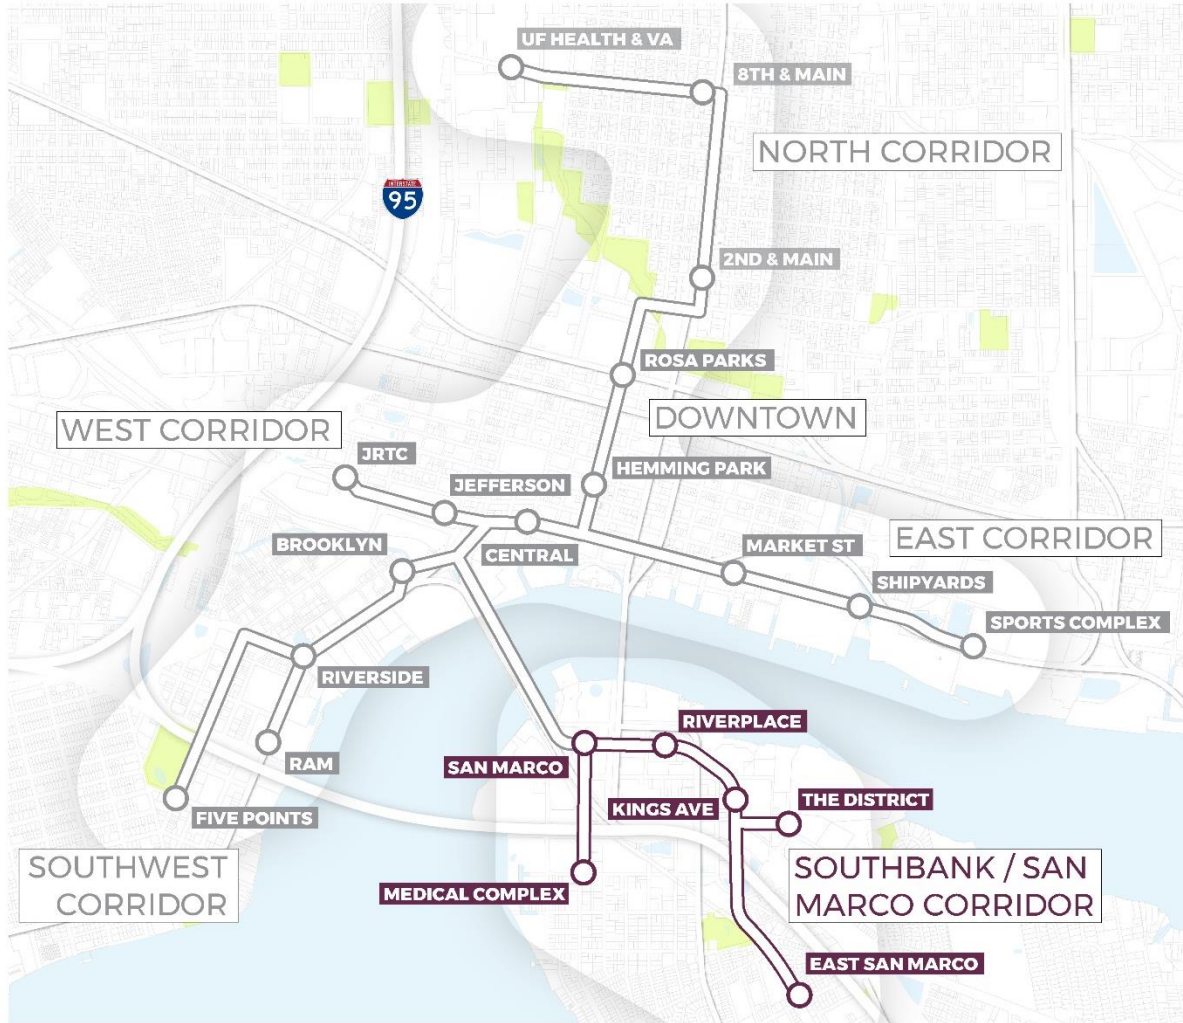 UF HEALTH & VA
8TH & MAIN
NORTH CORRIDOR
INTERSTATE
95
2ND & MAIN
ROSA PARKS
WEST CORRIDOR
DOWNTOWN
JRTC
HEMMING PARK
JEFFERSON
EAST CORRIDOR
BROOKLYN
CENTRAL
MARKET ST
SHIPYARDS
SPORTS COMPLEX
RIVERSIDE
RIVERPLACE
RAM
SAN MARCO
KINGS AVE
THE DISTRICT
FIVE POINTS
SOUTHWEST
CORRIDOR
MEDICAL COMPLEX
SOUTHBANK / SAN
MARCO CORRIDOR
EAST SAN MARCO